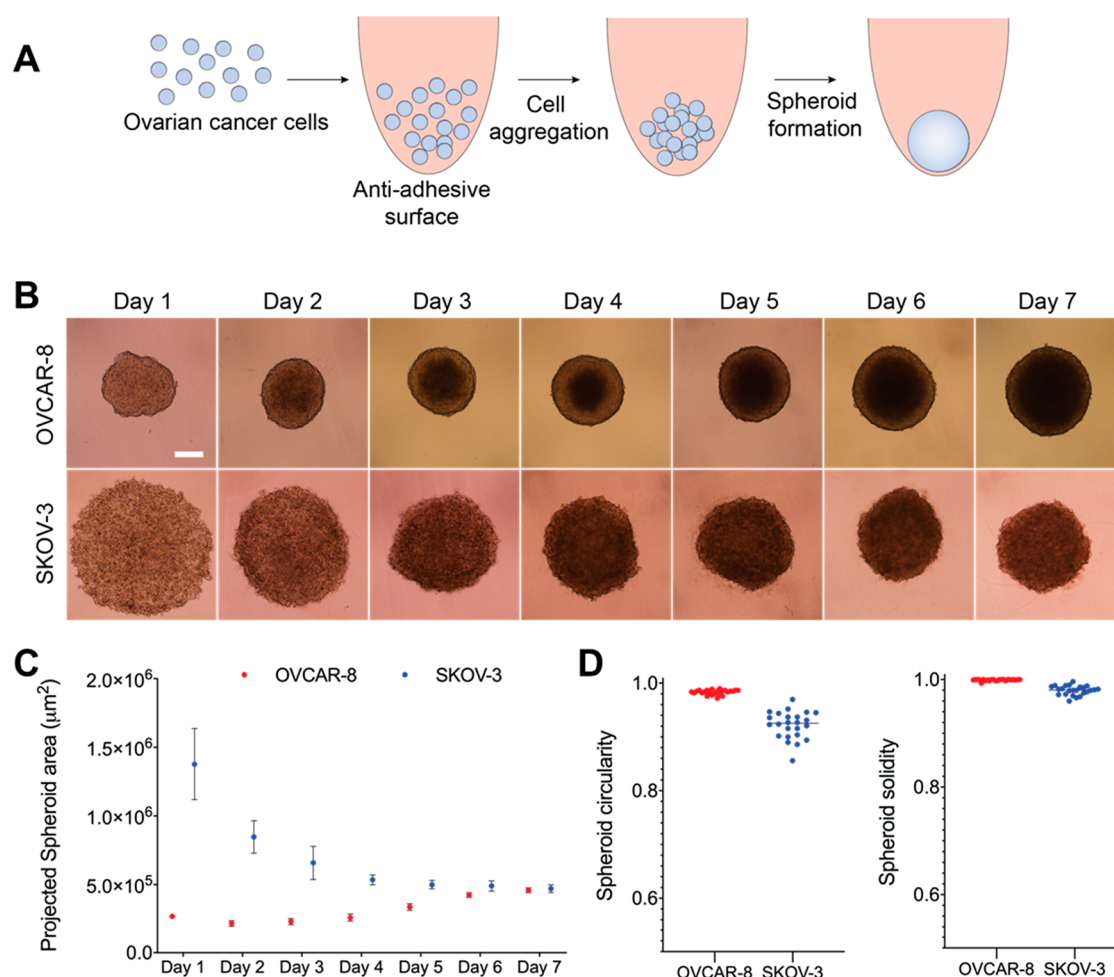 A
Ovarian cancer cells
Anti-adhesive
surface
Cell
aggregation
Spheroid
formation
B
Day 1 Day 2 Day 3 Day 4 Day 5 Day 6 Day 7
OVCAR-8
SKOV-3
C
OVCAR-8 SKOV-3
Projected Spheroid area (μm²)
2.0×10⁶
1.5×10⁶
1.0×10⁶
5.0×10⁵
0.0
Day 1 Day 2 Day 3 Day 4 Day 5 Day 6 Day 7
D
Spheroid circularity
1.0
0.8
0.6
OVCAR-8 SKOV-3
Spheroid solidity
1.0
0.8
0.6
OVCAR-8 SKOV-3